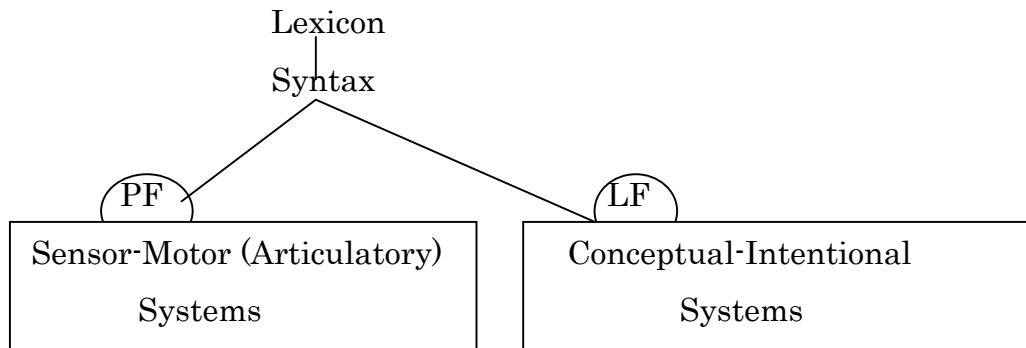 Lexicon
Syntax
PF
LF
Sensor-Motor (Articulatory)
Systems
Conceptual-Intentional
Systems